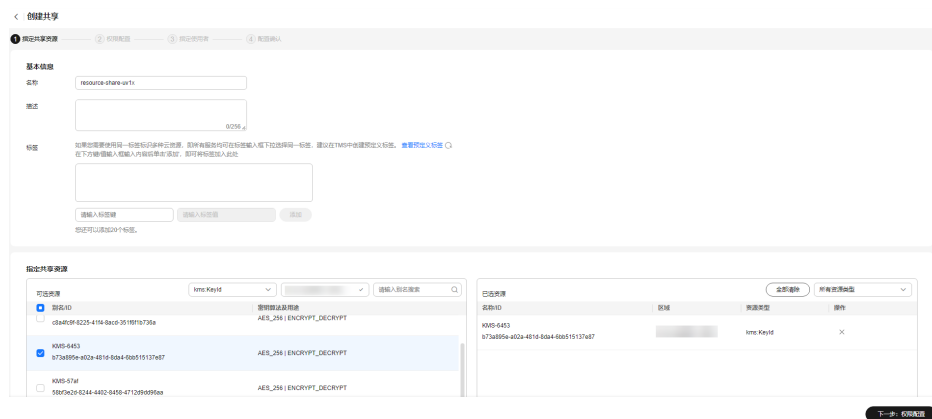 创建共享
1 指定共享资源 2 权限配置 3 指定使用者 4 配置确认
基本信息
名称 resource-share-uv1x
描述
0/256
标签 如果您需要使用同一标签标识多种云资源，即所有服务均可在标签输入框下拉选择同一标签，建议在TMS中创建预定义标签。 查看预定义标签
在下方键/值输入框输入内容后单击'添加'，即可将标签加入此处
请输入标签键 请输入标签值 添加
您还可以添加20个标签。
指定共享资源
可选资源 kms:KeyId 请输入别名搜索
别名/ID 密钥算法及用途
c8a4fc9f-8225-41f4-8acd-351f6f1b736a AES_256 | ENCRYPT_DECRYPT
KMS-6453
b73a895e-a02a-481d-8da4-6bb515137e87 AES_256 | ENCRYPT_DECRYPT
KMS-57af
58bf3e2d-8244-4402-8458-4712d9dd96aa AES_256 | ENCRYPT_DECRYPT
已选资源 全部清除 所有资源类型
名称/ID 区域 资源类型 操作
KMS-6453
b73a895e-a02a-481d-8da4-6bb515137e87 kms:KeyId
下一步：权限配置